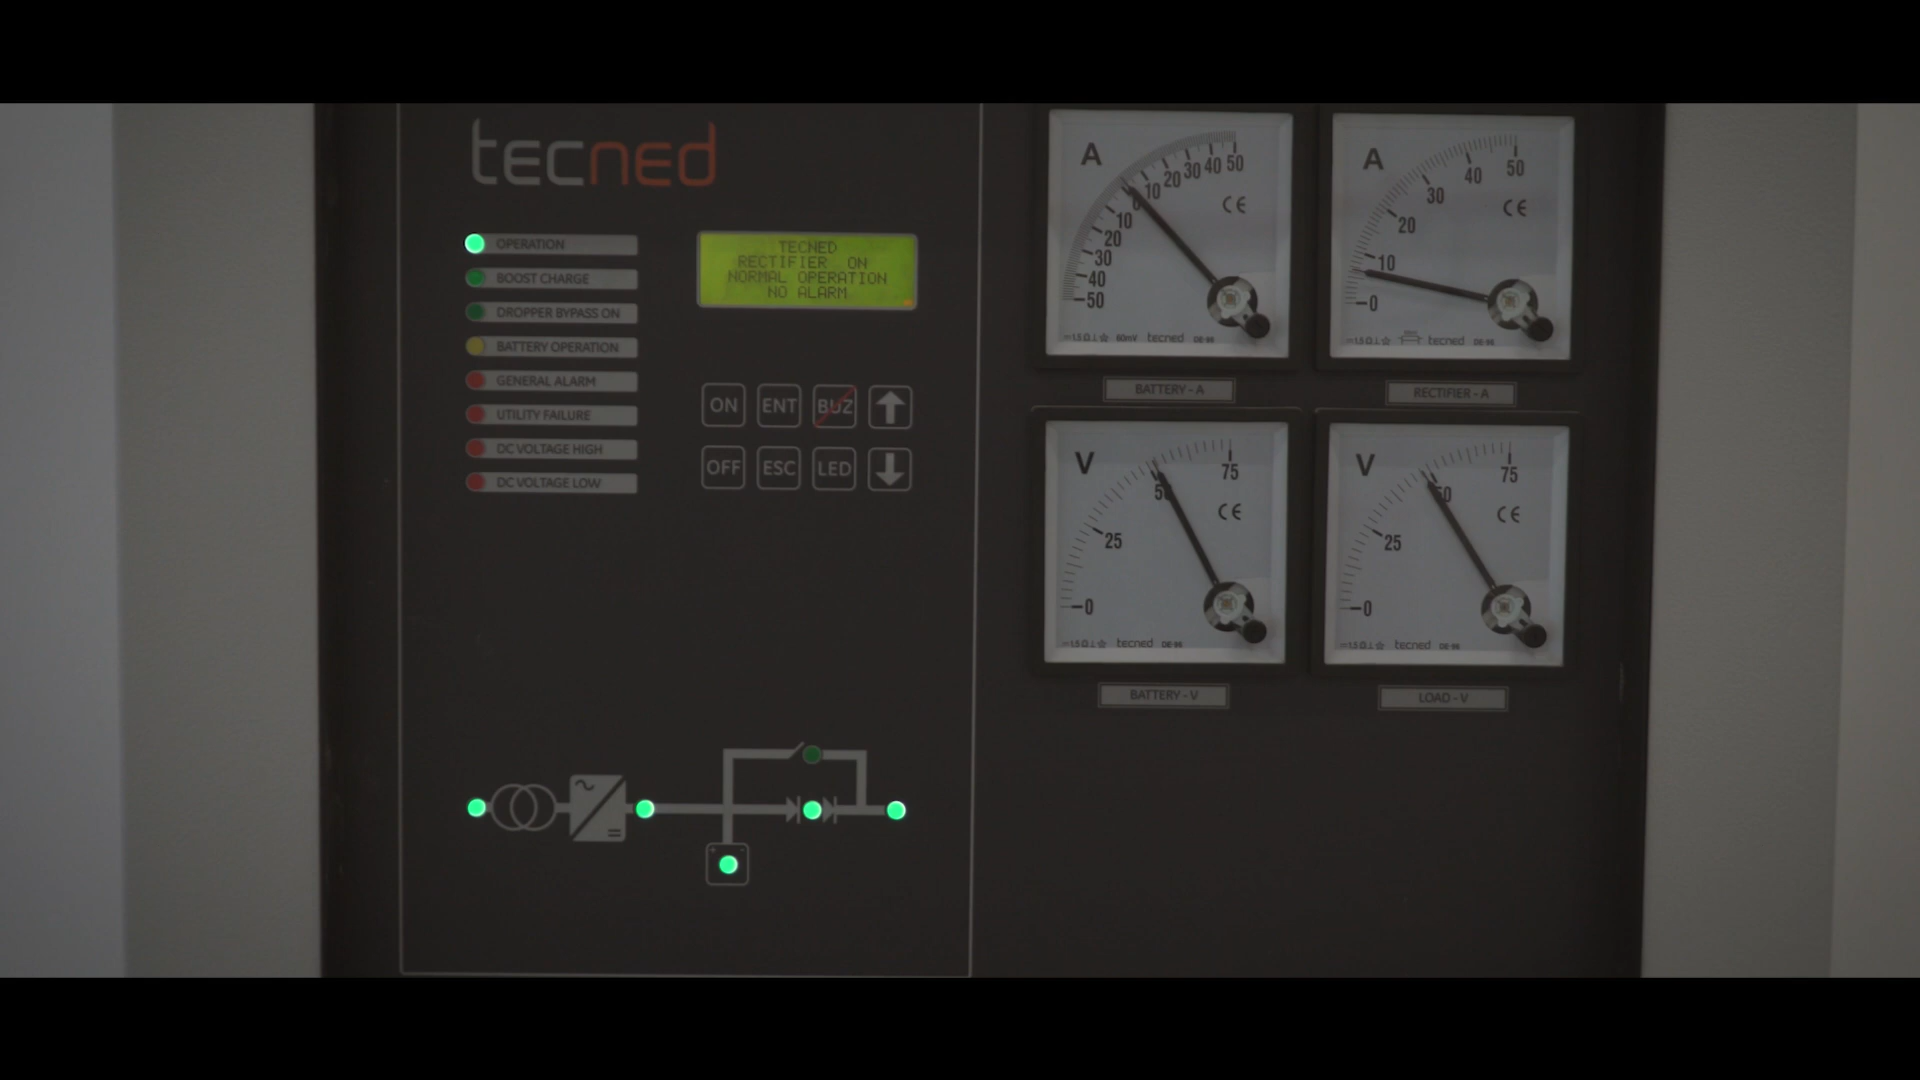 tecned
OPERATION
BOOST CHARGE
DROPPER BYPASS ON
BATTERY OPERATION
GENERAL ALARM
UTILITY FAILURE
DC VOLTAGE HIGH
DC VOLTAGE LOW
TECNED
RECTIFIER ON
NORMAL OPERATION
NO ALARM
ON ENT BUZ
OFF ESC LED
A
50 40 30 20 10 0 10 20 30 40 50
CE
60mV tecned
BATTERY - A
A
0 10 20 30 40 50
CE
tecned
RECTIFIER - A
V
0 25 50 75
CE
tecned
BATTERY - V
V
0 25 50 75
CE
tecned
LOAD - V